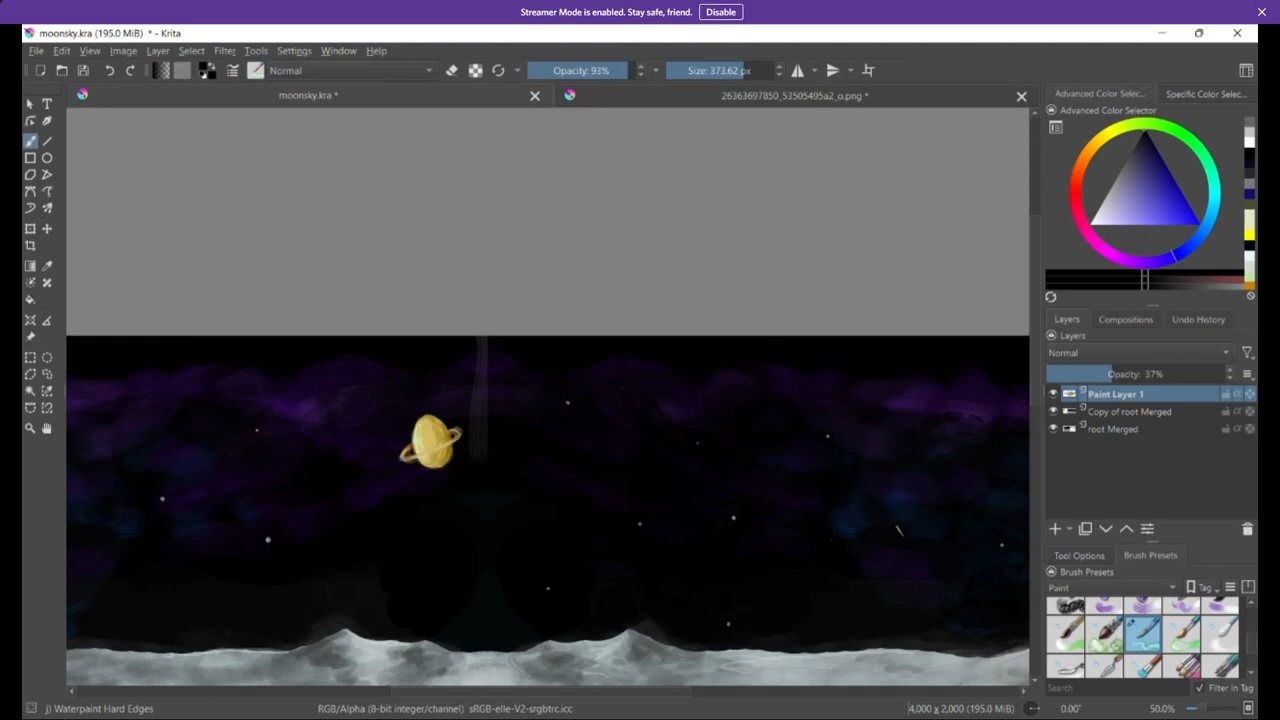 Streamer Mode is enabled. Stay safe, friend. Disable
moonsky.kra (195.0 MiB) * - Krita
File Edit View Image Layer Select Filter Tools Settings Window Help
Normal Opacity: 93% Size: 373.62 px
moonsky.kra * 26363697850_53505495a2_o.png *
Advanced Color Selec... Specific Color Selec...
Advanced Color Selector
Layers Compositions Undo History
Layers
Normal
Opacity: 37%
Paint Layer 1
Copy of root Merged
root Merged
Tool Options Brush Presets
Brush Presets
Paint Tag
Search Filter in Tag
j) Waterpaint Hard Edges RGB/Alpha (8-bit integer/channel) sRGB-elle-V2-srgbtrc.icc 4,000 x 2,000 (195.0 MiB) 0.00° 50.0%